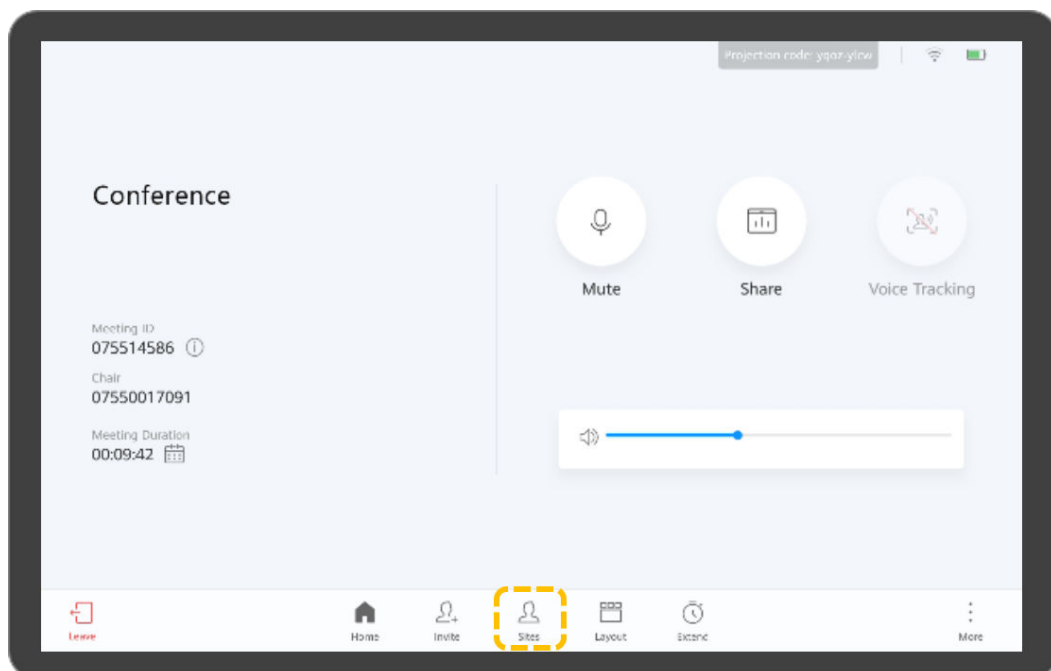 Projection code: yqoz-ylcw
Conference
Mute
Share
Voice Tracking
Meeting ID
075514586
Chair
07550017091
Meeting Duration
00:09:42
Leave
Home
Invite
Sites
Layout
Extend
More